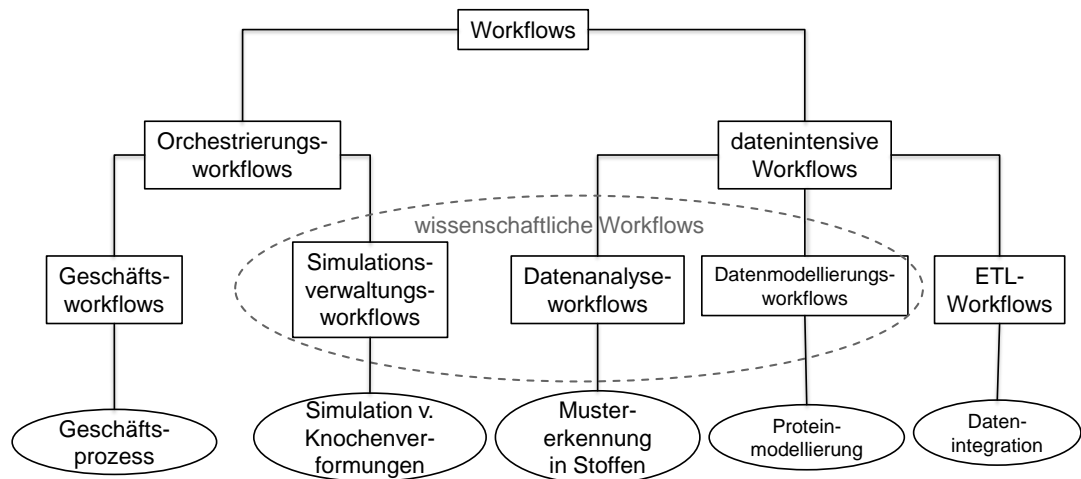 Workflows
Orchestrierungs-
workflows
datenintensive
Workflows
wissenschaftliche Workflows
Geschäfts-
workflows
Simulations-
verwaltungs-
workflows
Datenanalyse-
workflows
Datenmodellierungs-
workflows
ETL-
Workflows
Geschäfts-
prozess
Simulation v.
Knochenver-
formungen
Muster-
erkennung
in Stoffen
Protein-
modellierung
Daten-
integration